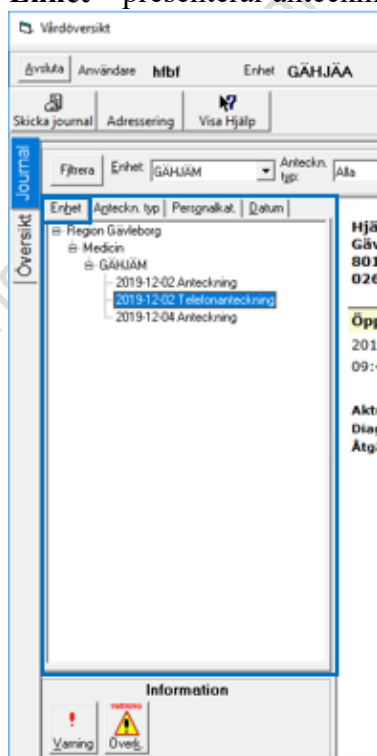 Vårdöversikt
Avsluta Användare hfbf Enhet GÄHJÄA
Skicka journal Adressering Visa Hjälp
Journal
Översikt
Filtrera Enhet: GÄHJÄM Anteckn. typ: Alla
Enhet Anteckn. typ Personalkat. Datum
Region Gävleborg
Medicin
GÄHJÄM
2019-12-02 Anteckning
2019-12-02 Telefonanteckning
2019-12-04 Anteckning
Hjä
Gäv
801
026
Öpp
201
09:
Akt
Diag
Åtg
Information
Varning Överk.